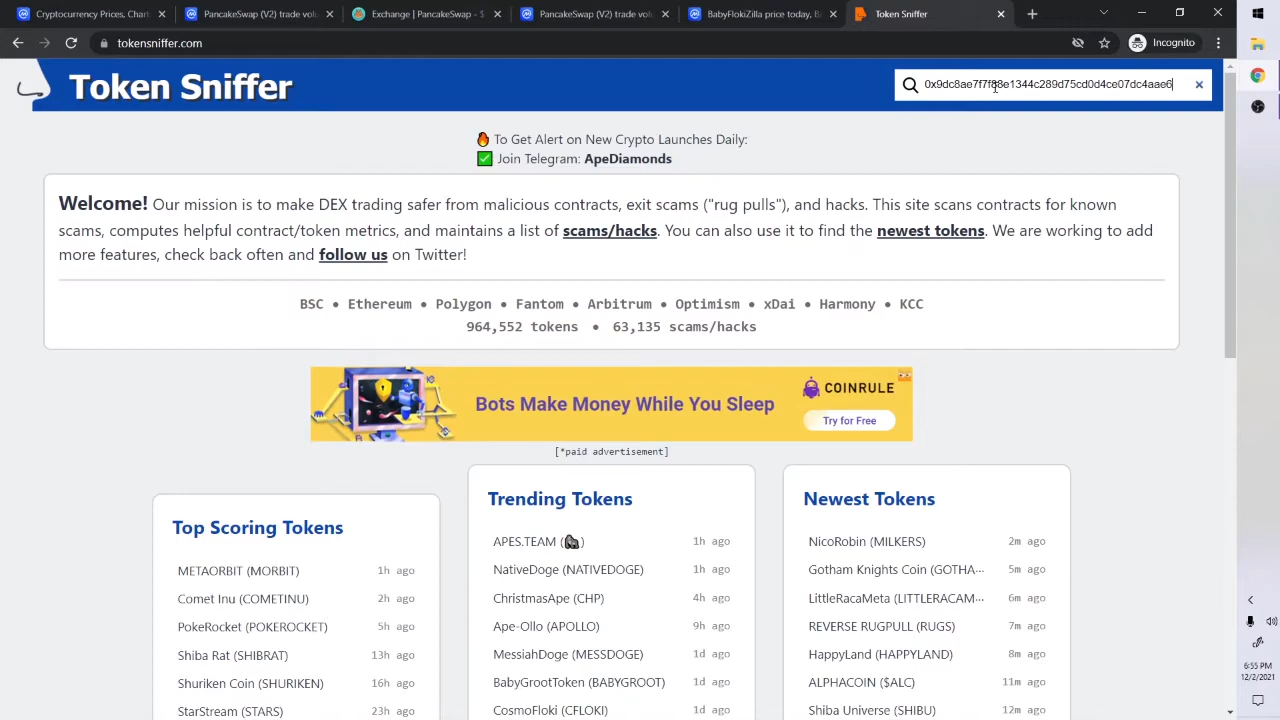 Cryptocurrency Prices, Chart
PancakeSwap (V2) trade volu
Exchange | PancakeSwap - $
PancakeSwap (V2) trade volu
BabyFlokiZilla price today, Ba
Token Sniffer
tokensniffer.com
Incognito
Token Sniffer
0x9dc8ae7f7f88e1344c289d75cd0d4ce07dc4aae6
To Get Alert on New Crypto Launches Daily:
Join Telegram: ApeDiamonds
Welcome! Our mission is to make DEX trading safer from malicious contracts, exit scams ("rug pulls"), and hacks. This site scans contracts for known
scams, computes helpful contract/token metrics, and maintains a list of scams/hacks. You can also use it to find the newest tokens. We are working to add
more features, check back often and follow us on Twitter!
BSC • Ethereum • Polygon • Fantom • Arbitrum • Optimism • xDai • Harmony • KCC
964,552 tokens • 63,135 scams/hacks
Bots Make Money While You Sleep
COINRULE
Try for Free
[*paid advertisement]
Top Scoring Tokens
METAORBIT (MORBIT) 1h ago
Comet Inu (COMETINU) 2h ago
PokeRocket (POKEROCKET) 5h ago
Shiba Rat (SHIBRAT) 13h ago
Shuriken Coin (SHURIKEN) 16h ago
StarStream (STARS) 23h ago
Trending Tokens
APES.TEAM (🦍) 1h ago
NativeDoge (NATIVEDOGE) 1h ago
ChristmasApe (CHP) 4h ago
Ape-Ollo (APOLLO) 9h ago
MessiahDoge (MESSDOGE) 1d ago
BabyGrootToken (BABYGROOT) 1d ago
CosmoFloki (CFLOKI) 1d ago
Newest Tokens
NicoRobin (MILKERS) 2m ago
Gotham Knights Coin (GOTHA··· 5m ago
LittleRacaMeta (LITTLERACAM··· 6m ago
REVERSE RUGPULL (RUGS) 7m ago
HappyLand (HAPPYLAND) 8m ago
ALPHACOIN ($ALC) 11m ago
Shiba Universe (SHIBU) 12m ago
6:55 PM
12/2/2021